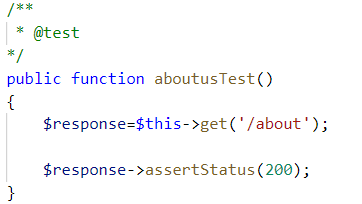 /**
 * @test
*/
public function aboutusTest()
{
    $response=$this->get('/about');

    $response->assertStatus(200);
}